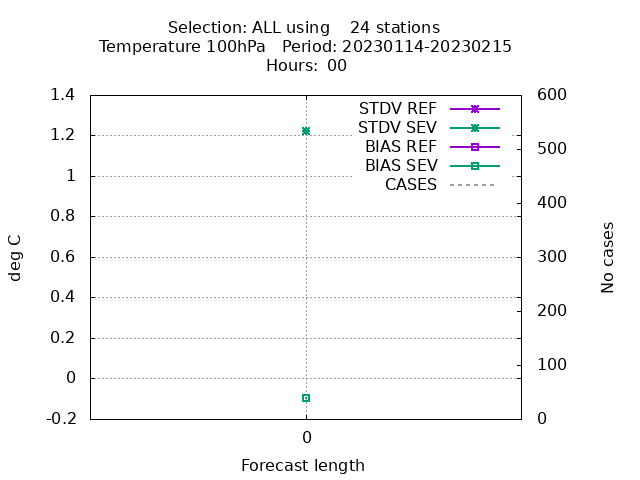 Selection: ALL using    24 stations
Temperature 100hPa   Period: 20230114-20230215
Hours:  00
1.4
1.2
1
0.8
0.6
0.4
0.2
0
-0.2
deg C
600
500
400
300
200
100
0
No cases
STDV REF
STDV SEV
BIAS REF
BIAS SEV
CASES
0
Forecast length